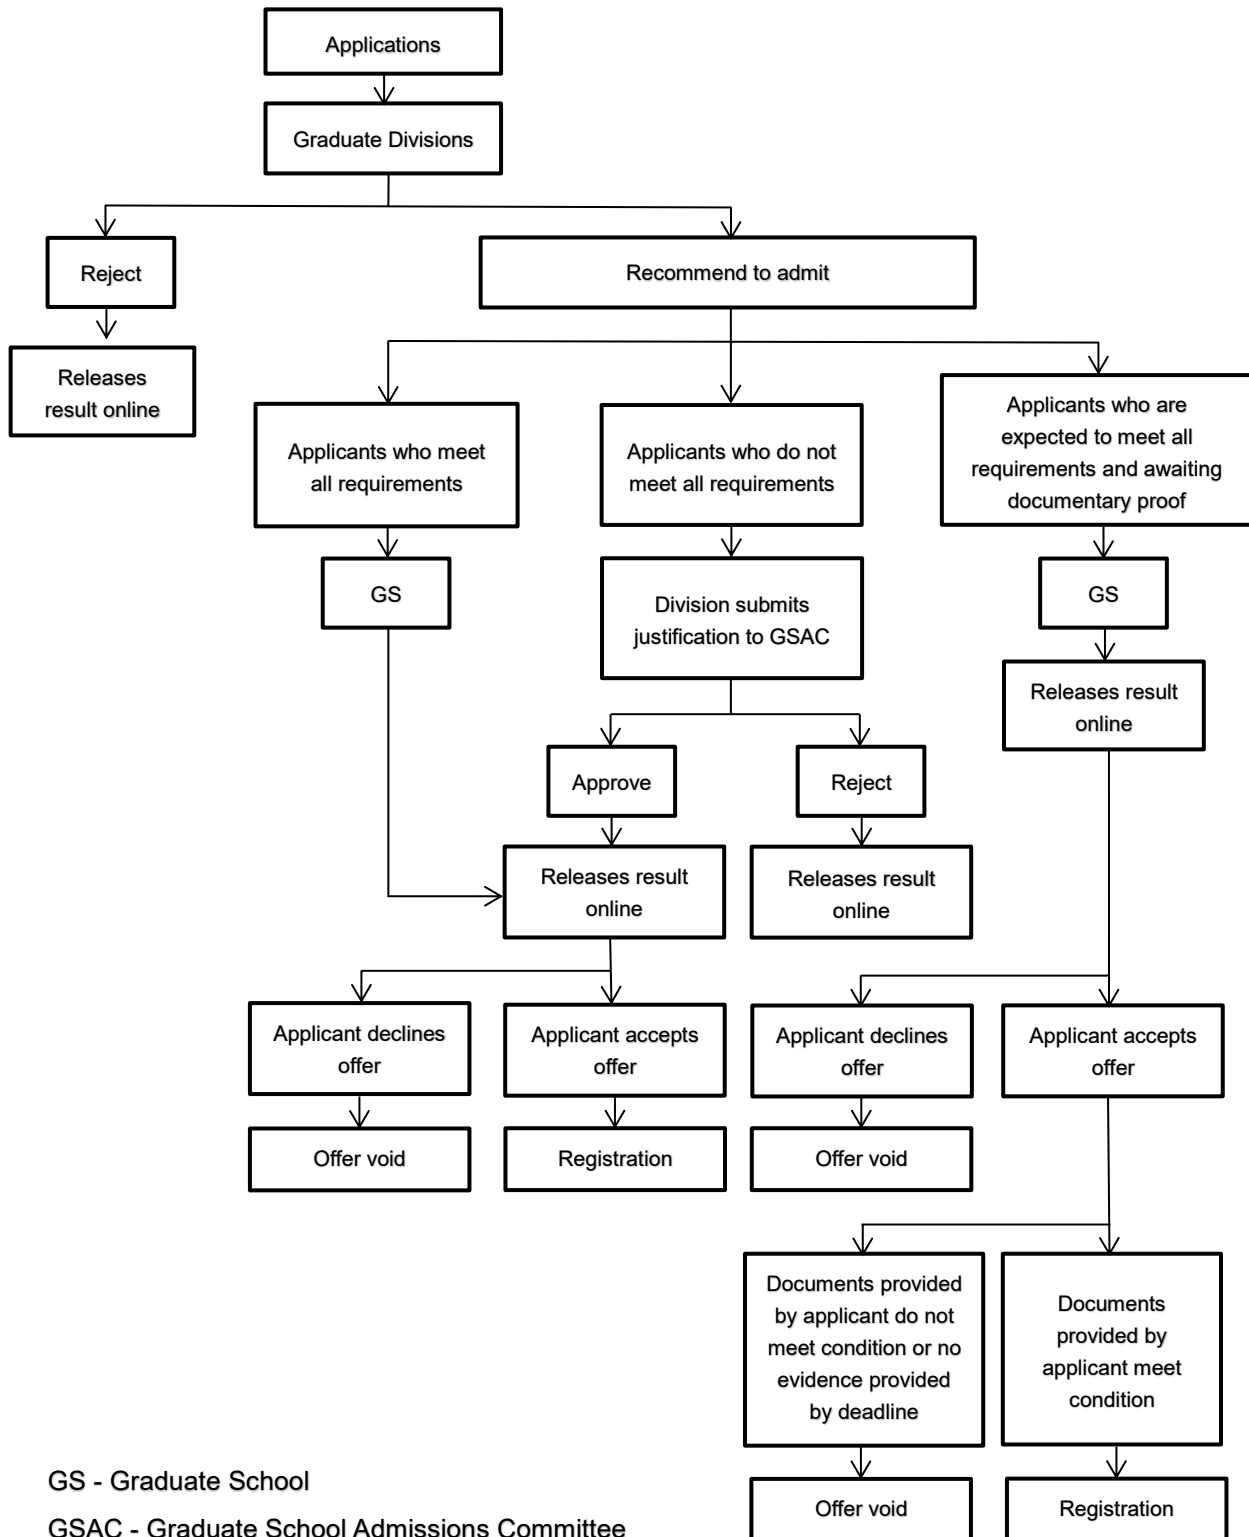 Applications
Graduate Divisions
Reject
Recommend to admit
Releases
result online
Applicants who meet
all requirements
Applicants who do not
meet all requirements
Applicants who are
expected to meet all
requirements and awaiting
documentary proof
GS
Division submits
justification to GSAC
GS
Releases result
online
Approve
Reject
Releases result
online
Releases result
online
Applicant declines
offer
Applicant accepts
offer
Applicant declines
offer
Applicant accepts
offer
Offer void
Registration
Offer void
Documents provided
by applicant do not
meet condition or no
evidence provided
by deadline
Documents
provided by
applicant meet
condition
Offer void
Registration
GS - Graduate School
GSAC - Graduate School Admissions Committee